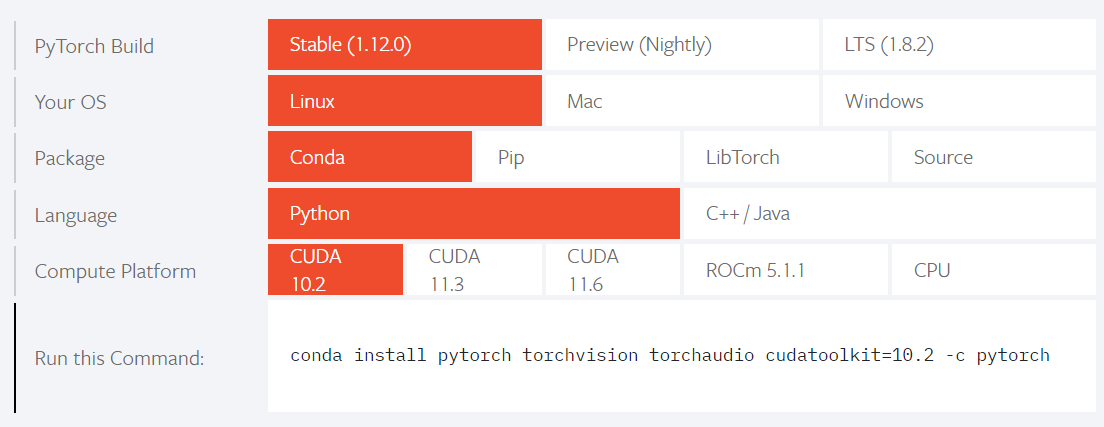 PyTorch Build
Stable (1.12.0)
Preview (Nightly)
LTS (1.8.2)
Your OS
Linux
Mac
Windows
Package
Conda
Pip
LibTorch
Source
Language
Python
C++ / Java
Compute Platform
CUDA
10.2
CUDA
11.3
CUDA
11.6
ROCm 5.1.1
CPU
Run this Command:
conda install pytorch torchvision torchaudio cudatoolkit=10.2 -c pytorch